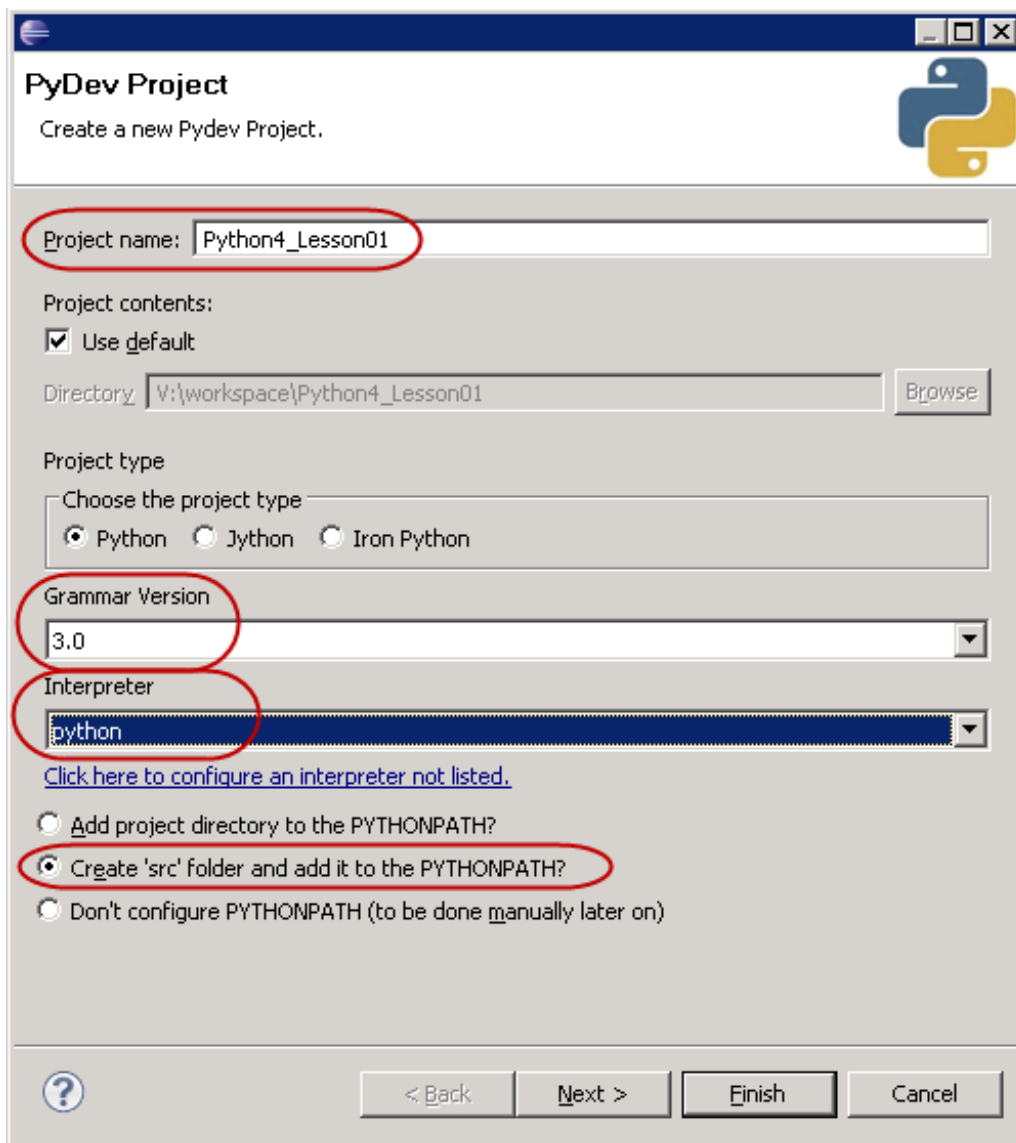 PyDev Project
Create a new Pydev Project.
Project name: Python4_Lesson01
Project contents:
Use default
Directory V:\workspace\Python4_Lesson01 Browse
Project type
Choose the project type
Python Jython Iron Python
Grammar Version
3.0
Interpreter
python
Click here to configure an interpreter not listed.
Add project directory to the PYTHONPATH?
Create 'src' folder and add it to the PYTHONPATH?
Don't configure PYTHONPATH (to be done manually later on)
? < Back Next > Finish Cancel